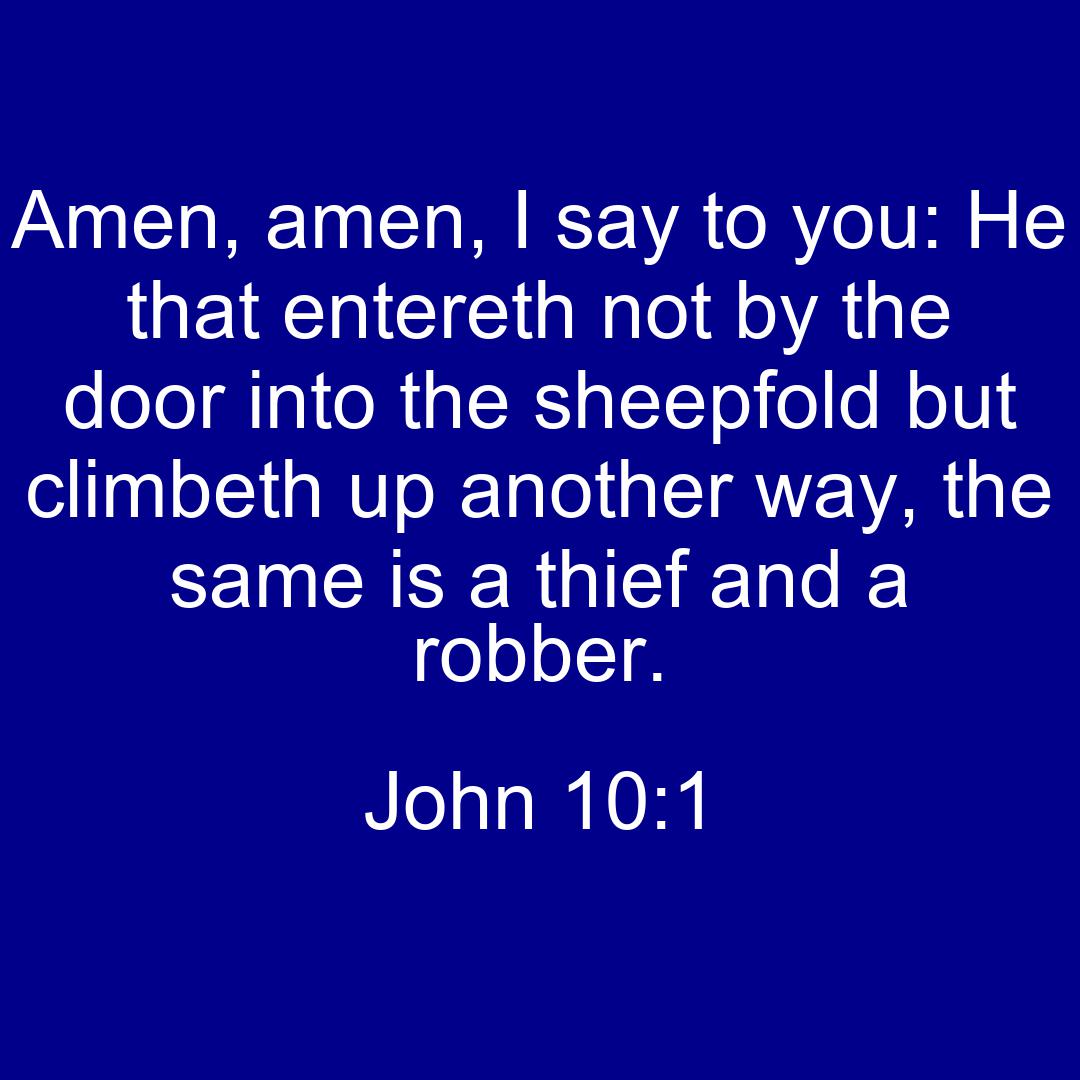 Amen, amen, I say to you: He
that entereth not by the
door into the sheepfold but
climbeth up another way, the
same is a thief and a
robber.
John 10:1